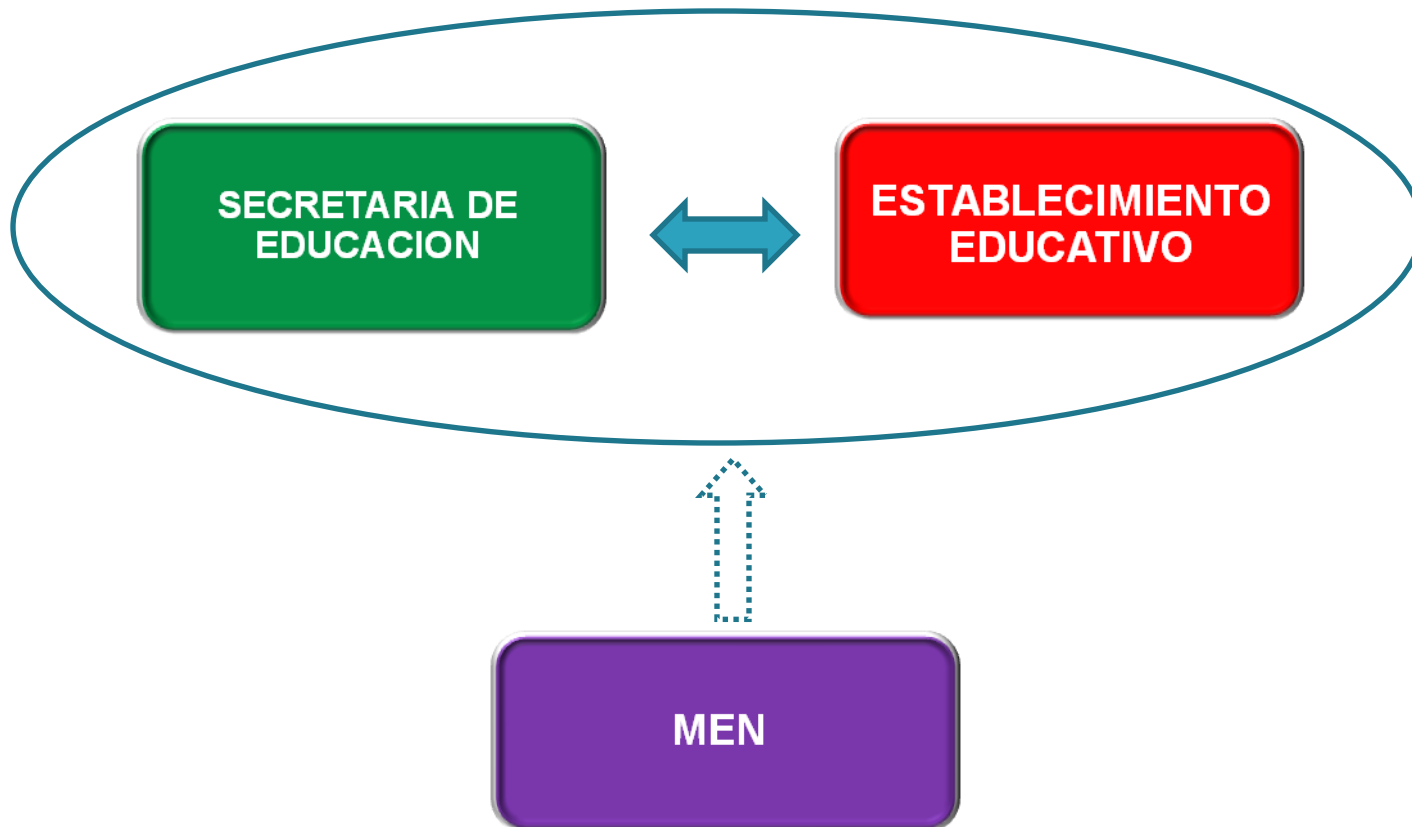 SECRETARIA DE
EDUCACION
ESTABLECIMIENTO
EDUCATIVO
MEN